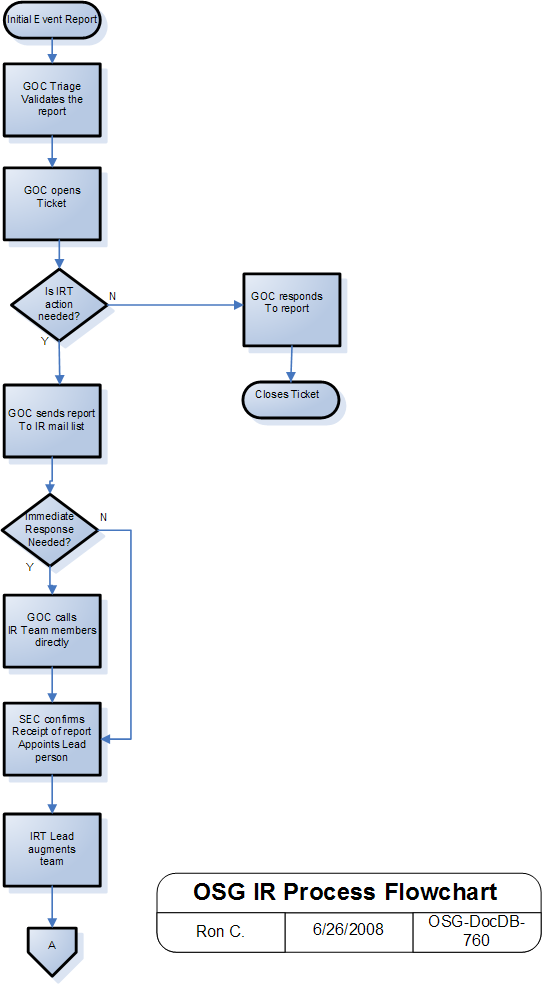 Initial Event Report
GOC Triage
Validates the
report
GOC opens
Ticket
Is IRT
action
needed?
N
Y
GOC responds
To report
Closes Ticket
GOC sends report
To IR mail list
Immediate
Response
Needed?
N
Y
GOC calls
IR Team members
directly
SEC confirms
Receipt of report
Appoints Lead
person
IRT Lead
augments
team
A
OSG IR Process Flowchart
Ron C.
6/26/2008
OSG-DocDB-
760